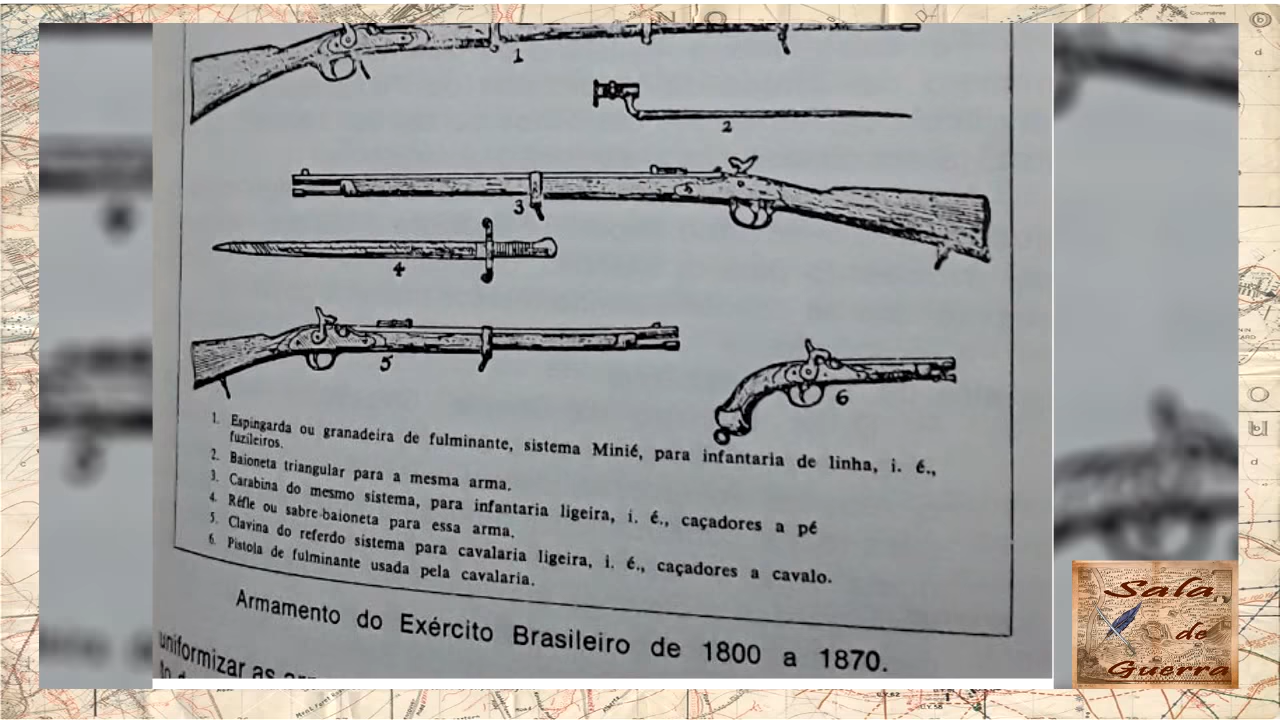 1
2
3
4
5
6
1. Espingarda ou granadeira de fulminante, sistema Minié, para infantaria de linha, i. é.,
fuzileiros.
2. Baioneta triangular para a mesma arma.
3. Carabina do mesmo sistema, para infantaria ligeira, i. é., caçadores a pé
4. Réfle ou sabre-baioneta para essa arma.
5. Clavina do referdo sistema para cavalaria ligeira, i. é., caçadores a cavalo.
6. Pistola de fulminante usada pela cavalaria.
Armamento do Exército Brasileiro de 1800 a 1870.
uniformizar as
Sala
de
Guerra